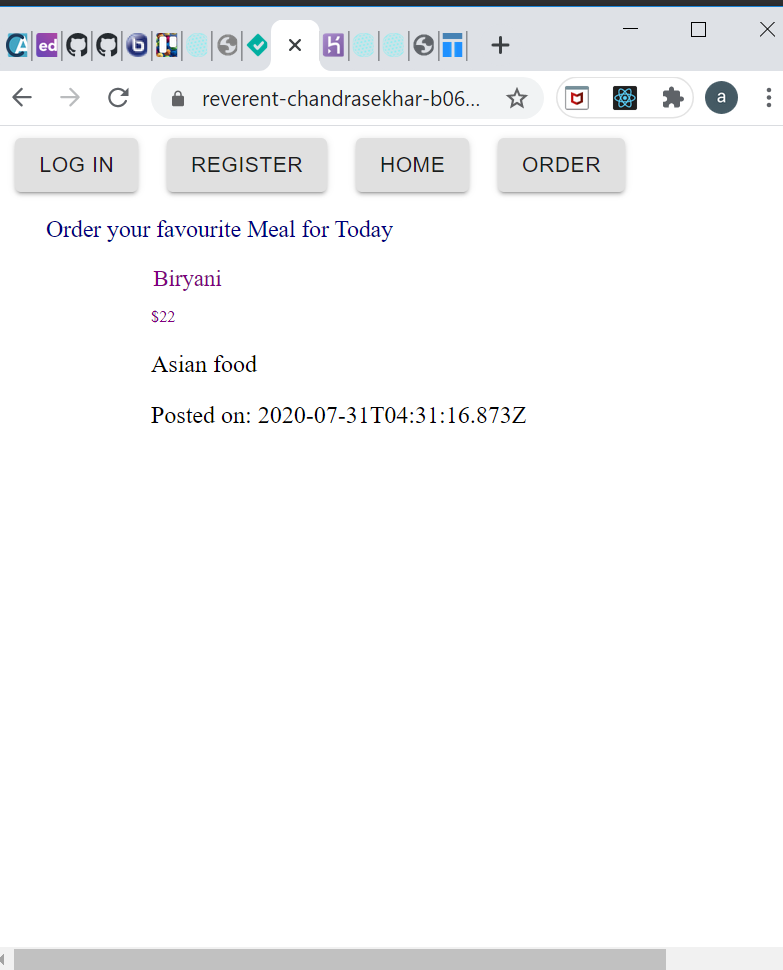 ed
reverent-chandrasekhar-b06...
a
LOG IN REGISTER HOME ORDER
Order your favourite Meal for Today
Biryani
$22
Asian food
Posted on: 2020-07-31T04:31:16.873Z